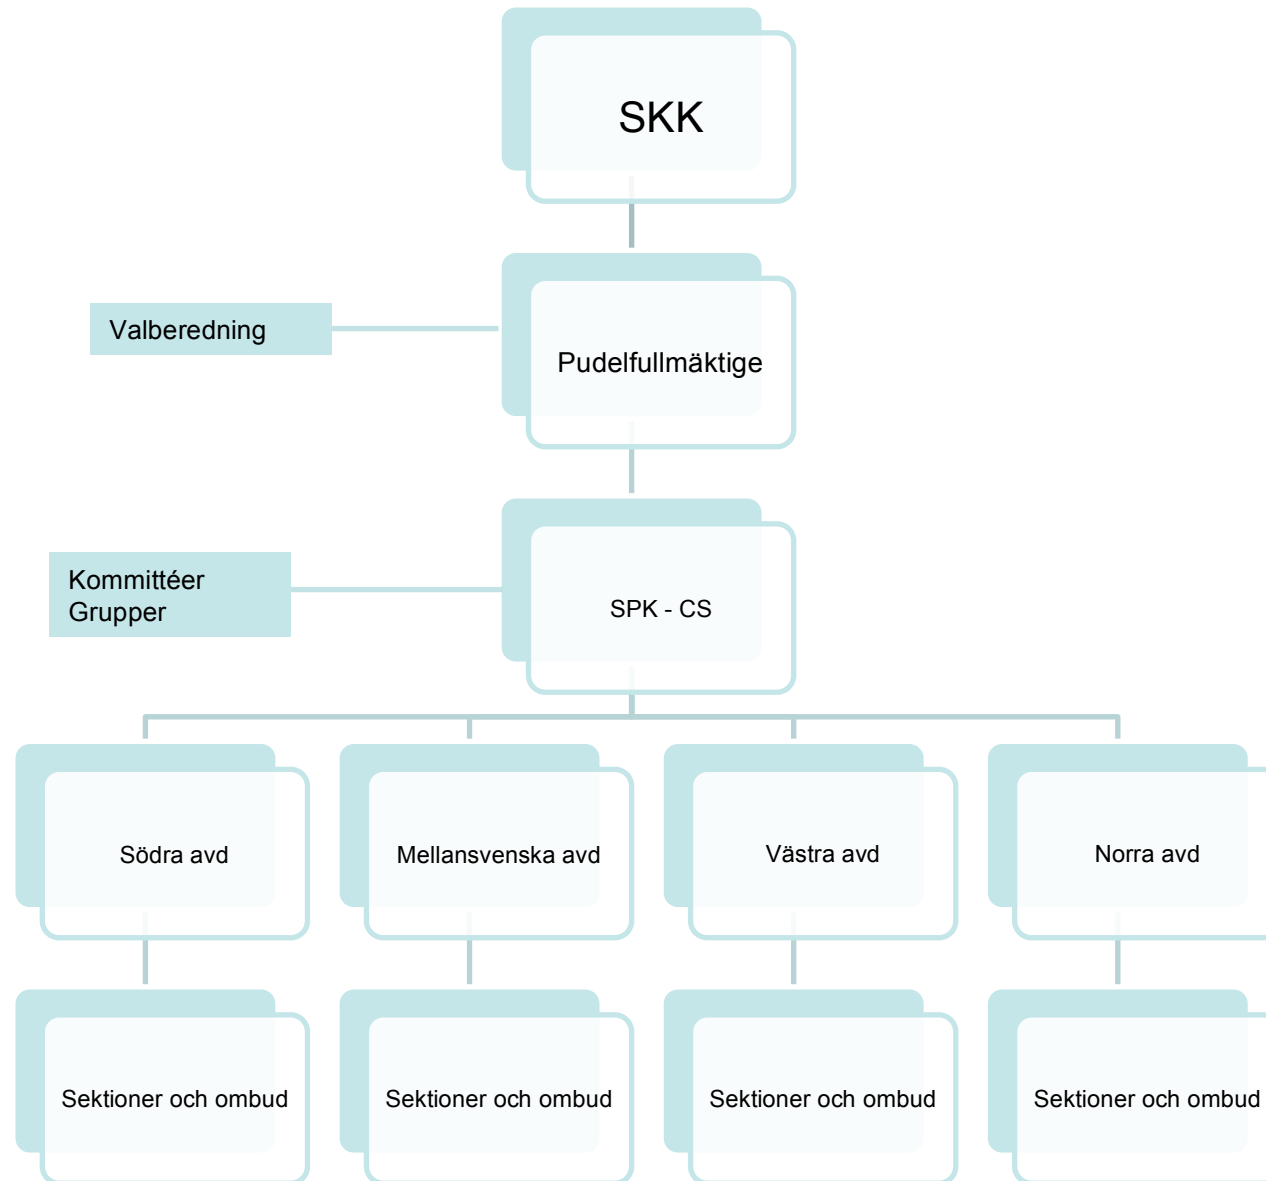 SKK
Valberedning
Pudelfullmäktige
Kommittéer
Grupper
SPK - CS
Södra avd
Mellansvenska avd
Västra avd
Norra avd
Sektioner och ombud
Sektioner och ombud
Sektioner och ombud
Sektioner och ombud